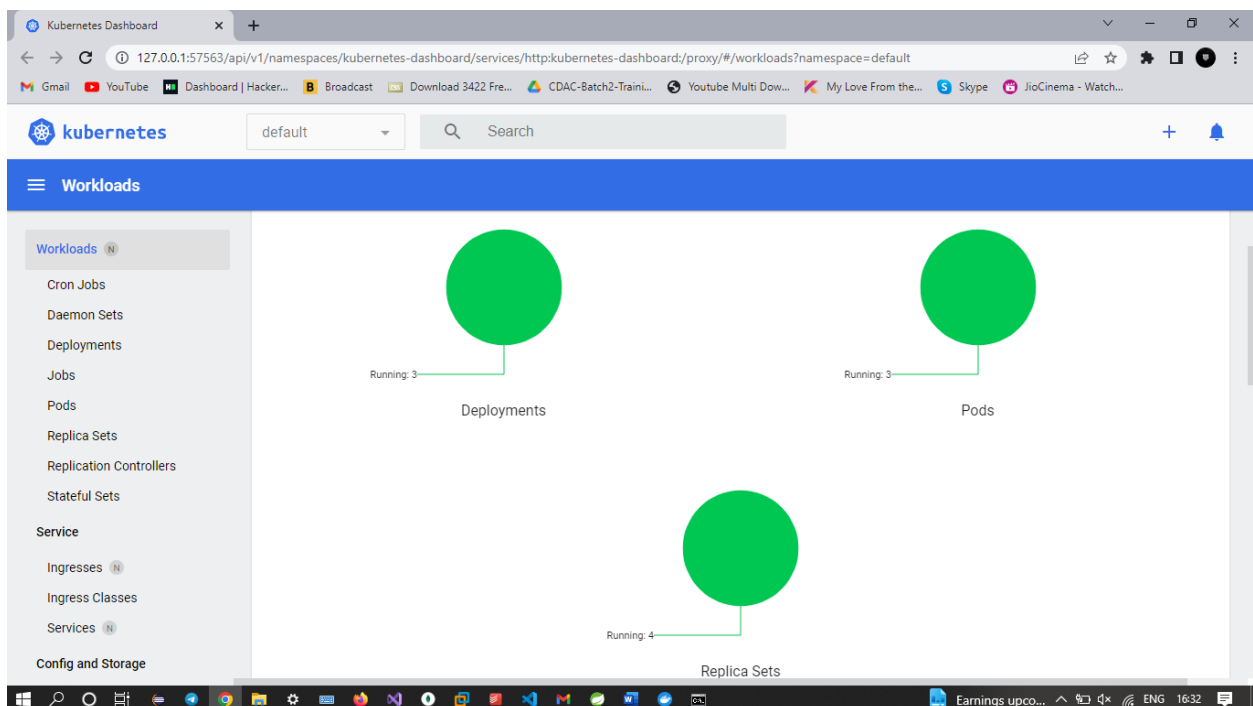 Kubernetes Dashboard
127.0.0.1:57563/api/v1/namespaces/kubernetes-dashboard/services/http:kubernetes-dashboard:/proxy/#/workloads?namespace=default
Gmail YouTube Dashboard | Hacker... Broadcast Download 3422 Fre... CDAC-Batch2-Traini... Youtube Multi Dow... My Love From the... Skype JioCinema - Watch...
kubernetes default Search
Workloads
Workloads N
Cron Jobs
Daemon Sets
Deployments
Jobs
Pods
Replica Sets
Replication Controllers
Stateful Sets
Service
Ingresses N
Ingress Classes
Services N
Config and Storage
Running: 3
Deployments
Running: 3
Pods
Running: 4
Replica Sets
Earnings upco... ENG 16:32